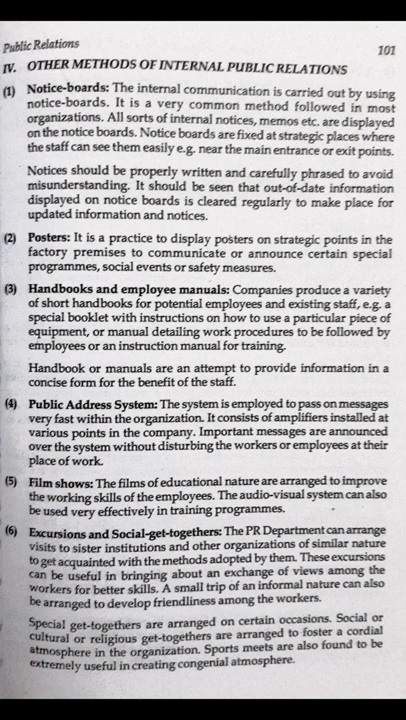 Public Relations
101
IV. OTHER METHODS OF INTERNAL PUBLIC RELATIONS
(1) Notice-boards: The internal communication is carried out by using
notice-boards. It is a very common method followed in most
organizations. All sorts of internal notices, memos etc. are displayed
on the notice boards. Notice boards are fixed at strategic places where
the staff can see them easily e.g. near the main entrance or exit points.
Notices should be properly written and carefully phrased to avoid
misunderstanding. It should be seen that out-of-date information
displayed on notice boards is cleared regularly to make place for
updated information and notices.
(2) Posters: It is a practice to display posters on strategic points in the
factory premises to communicate or announce certain special
programmes, social events or safety measures.
(3) Handbooks and employee manuals: Companies produce a variety
of short handbooks for potential employees and existing staff, e.g. a
special booklet with instructions on how to use a particular piece of
equipment, or manual detailing work procedures to be followed by
employees or an instruction manual for training.
Handbook or manuals are an attempt to provide information in a
concise form for the benefit of the staff.
(4) Public Address System: The system is employed to pass on messages
very fast within the organization. It consists of amplifiers installed at
various points in the company. Important messages are announced
over the system without disturbing the workers or employees at their
place of work.
(5) Film shows: The films of educational nature are arranged to improve
the working skills of the employees. The audio-visual system can also
be used very effectively in training programmes.
(6) Excursions and Social-get-togethers: The PR Department can arrange
visits to sister institutions and other organizations of similar nature
to get acquainted with the methods adopted by them. These excursions
can be useful in bringing about an exchange of views among the
workers for better skills. A small trip of an informal nature can also
be arranged to develop friendliness among the workers.
Special get-togethers are arranged on certain occasions. Social or
cultural or religious get-togethers are arranged to foster a cordial
atmosphere in the organization. Sports meets are also found to be
extremely useful in creating congenial atmosphere.